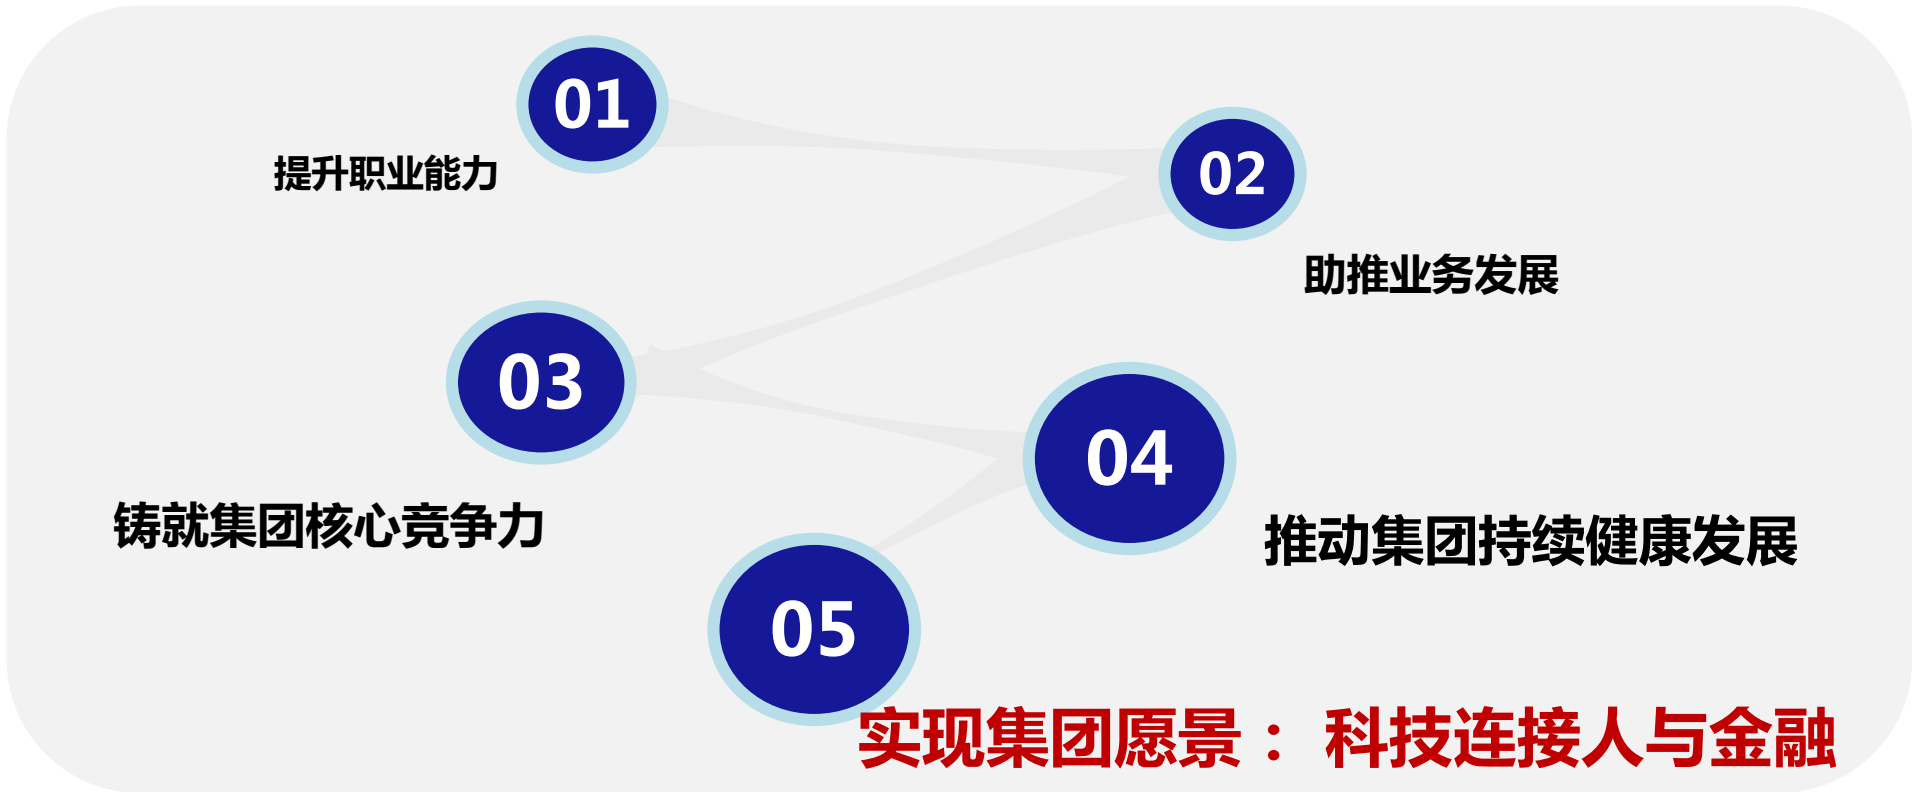 01
提升职业能力
02
助推业务发展
03
铸就集团核心竞争力
04
推动集团持续健康发展
05
实现集团愿景：科技连接人与金融